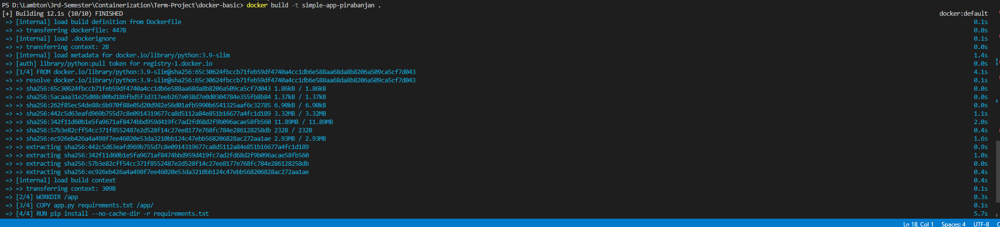 PS D:\Lambton\3rd-Semester\Containerization\Term-Project\docker-basic> docker build -t simple-app-pirabanjan .
[+] Building 12.1s (10/10) FINISHED docker:default
=> [internal] load build definition from Dockerfile 0.1s
=> => transferring dockerfile: 447B 0.0s
=> [internal] load .dockerignore 0.1s
=> => transferring context: 2B 0.0s
=> [internal] load metadata for docker.io/library/python:3.9-slim 1.4s
=> [auth] library/python:pull token for registry-1.docker.io 0.0s
=> [1/4] FROM docker.io/library/python:3.9-slim@sha256:65c30624fbccb71feb59df4740a4cc1db6e588aa68da8b8206a509ca5cf7d043 4.1s
=> => resolve docker.io/library/python:3.9-slim@sha256:65c30624fbccb71feb59df4740a4cc1db6e588aa68da8b8206a509ca5cf7d043 0.1s
=> => sha256:65c30624fbccb71feb59df4740a4cc1db6e588aa68da8b8206a509ca5cf7d043 1.86kB / 1.86kB 0.0s
=> => sha256:5acaaa31e25d08c00bd186fbd5f3d317eeb267e038d7e0d0304784e355fb8b84 1.37kB / 1.37kB 0.0s
=> => sha256:262f85ec54de88c6b970f88e05d20d982e56d01afb5990b6541325aaf6c32785 6.90kB / 6.90kB 0.0s
=> => sha256:442c5d63eafd969b755d7c8e0914319677ca8d5112a84e851b16677a4fc1d189 3.32MB / 3.32MB 1.1s
=> => sha256:342f11d60b1e5fa9671af8474bbd959d419fc7ad2fd68d2f9b096acae58fb560 11.89MB / 11.89MB 2.0s
=> => sha256:57b3e82cff54cc371f8552487e2d528f14c27ee8177e768fc784e286128258db 232B / 232B 0.4s
=> => sha256:ec926eb426a4a498f7ee46020e53da3210bb124c47ebb568206828ac272aa1ae 2.93MB / 2.93MB 1.6s
=> => extracting sha256:442c5d63eafd969b755d7c8e0914319677ca8d5112a84e851b16677a4fc1d189 0.9s
=> => extracting sha256:342f11d60b1e5fa9671af8474bbd959d419fc7ad2fd68d2f9b096acae58fb560 1.0s
=> => extracting sha256:57b3e82cff54cc371f8552487e2d528f14c27ee8177e768fc784e286128258db 0.0s
=> => extracting sha256:ec926eb426a4a498f7ee46020e53da3210bb124c47ebb568206828ac272aa1ae 0.4s
=> [internal] load build context 0.4s
=> => transferring context: 309B 0.1s
=> [2/4] WORKDIR /app 0.3s
=> [3/4] COPY app.py requirements.txt /app/ 0.1s
=> [4/4] RUN pip install --no-cache-dir -r requirements.txt 5.7s
Ln 18, Col 1 Spaces: 4 UTF-8